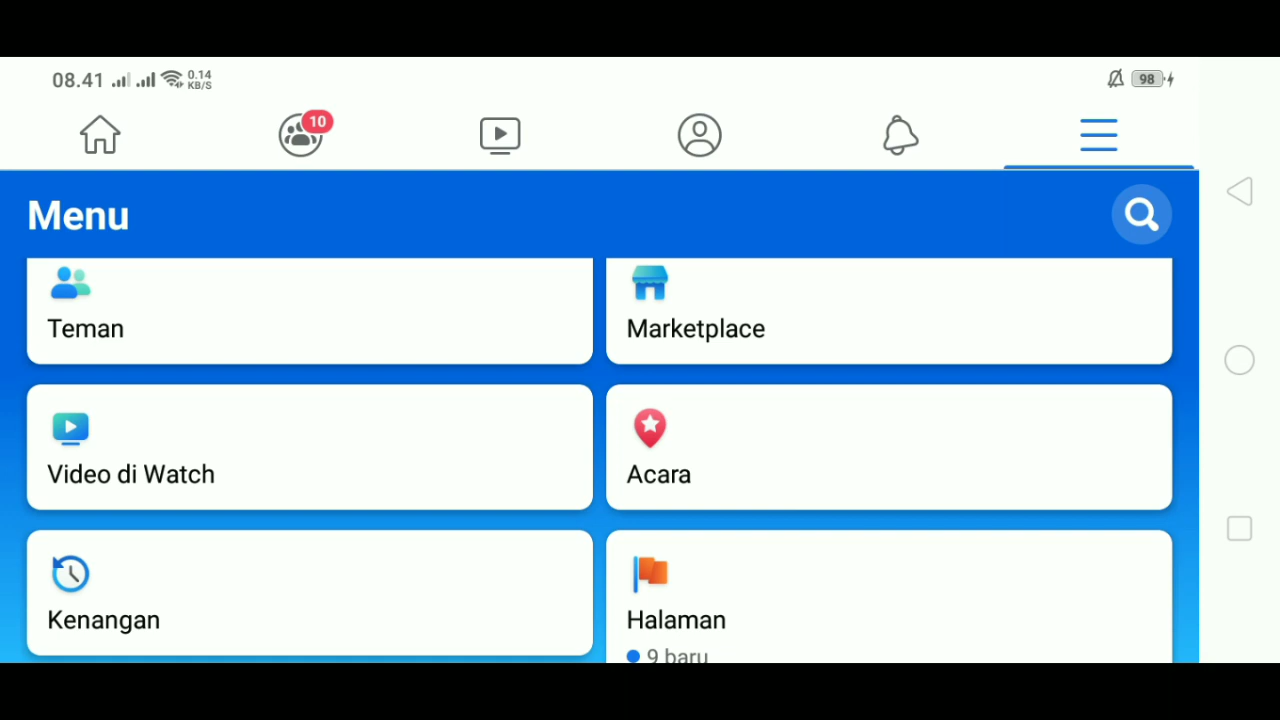 08.41 0.14 KB/S 98
10
Menu
Teman Marketplace
Video di Watch Acara
Kenangan Halaman
9 baru